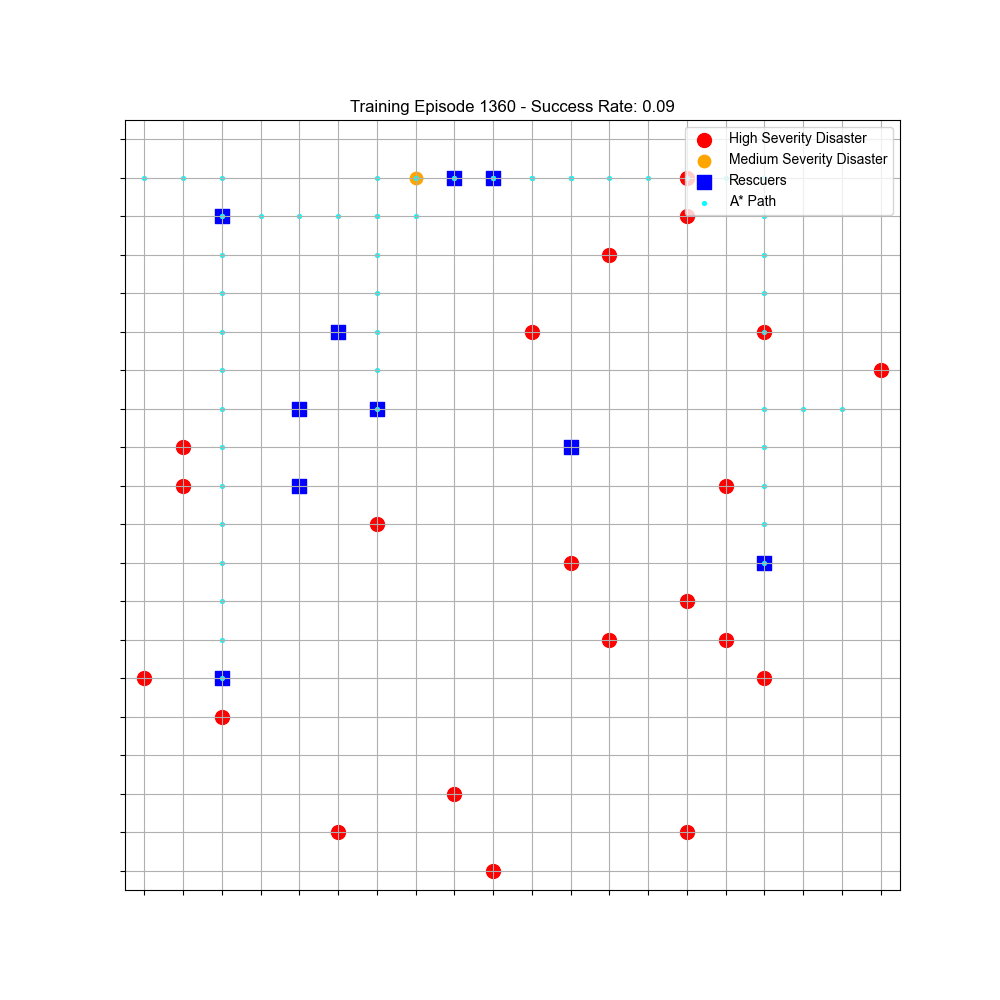 Training Episode 1360 - Success Rate: 0.09
High Severity Disaster
Medium Severity Disaster
Rescuers
A* Path